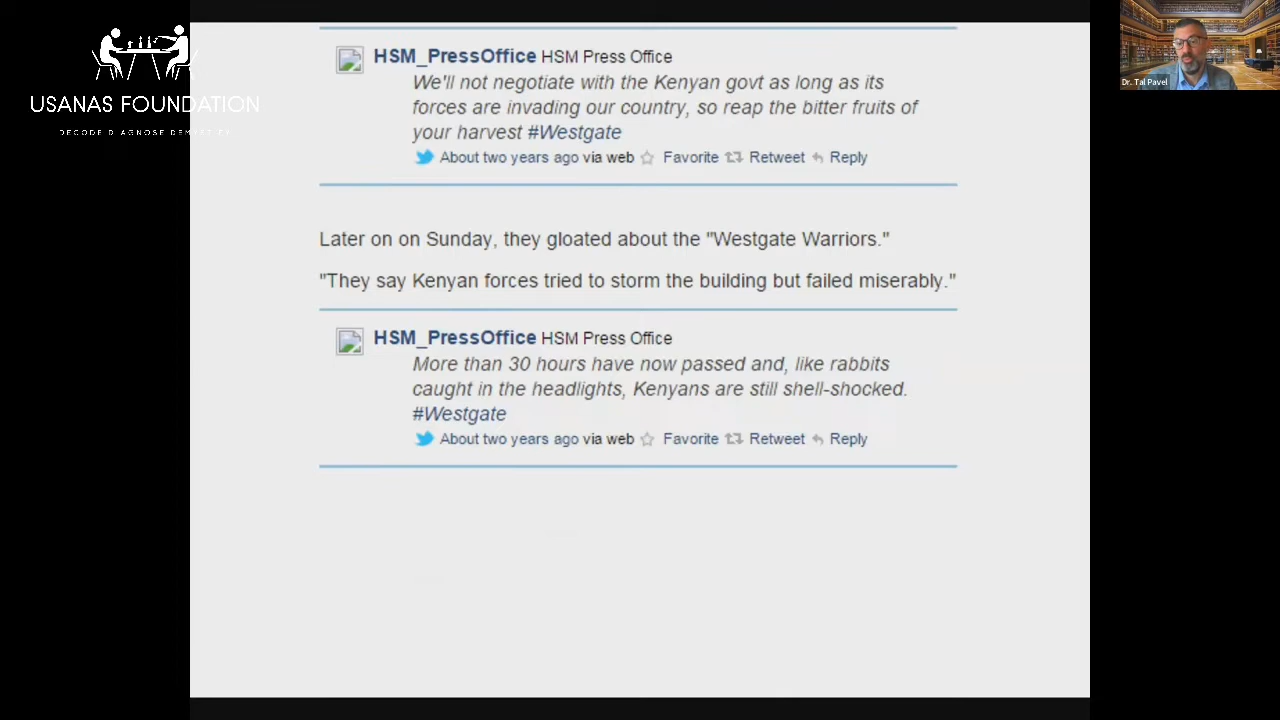 USANAS FOUNDATION
HSM_PressOffice HSM Press Office
We'll not negotiate with the Kenyan govt as long as its
forces are invading our country, so reap the bitter fruits of
your harvest #Westgate
About two years ago via web Favorite Retweet Reply
Later on on Sunday, they gloated about the "Westgate Warriors."
"They say Kenyan forces tried to storm the building but failed miserably."
HSM_PressOffice HSM Press Office
More than 30 hours have now passed and, like rabbits
caught in the headlights, Kenyans are still shell-shocked.
#Westgate
About two years ago via web Favorite Retweet Reply
Dr. Tal Pavel